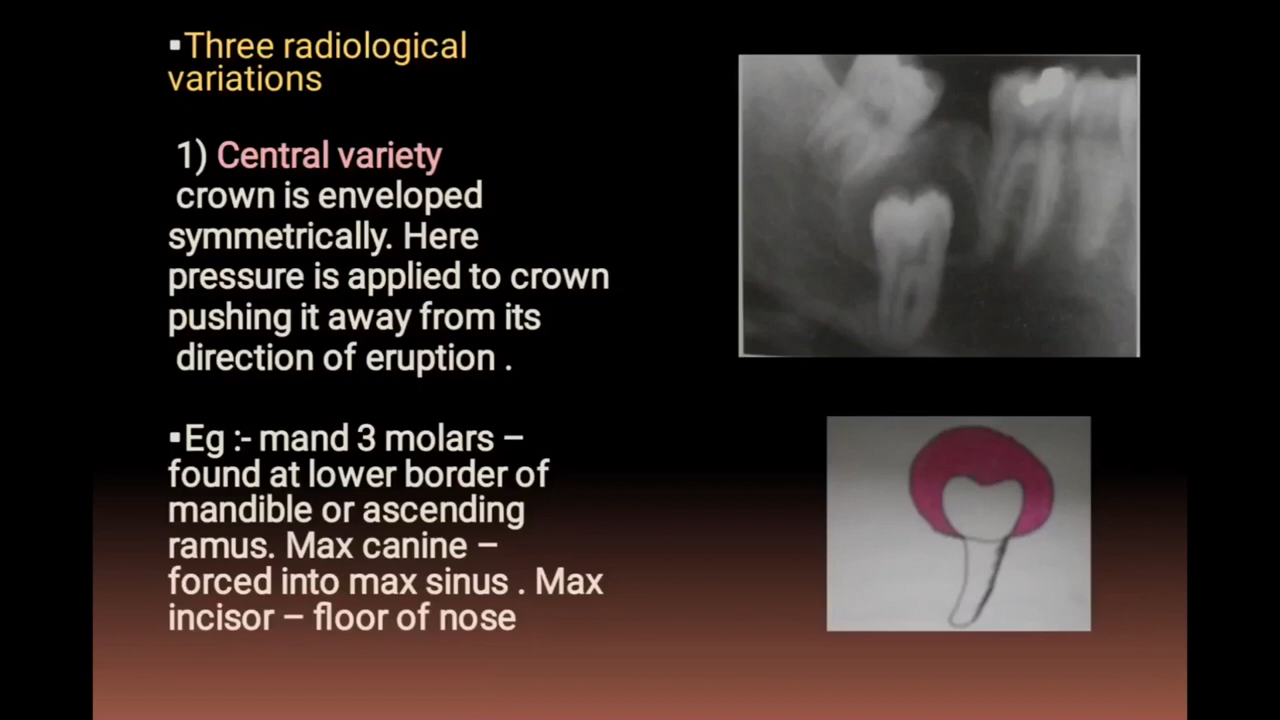 ▪Three radiological
variations
1) Central variety
crown is enveloped
symmetrically. Here
pressure is applied to crown
pushing it away from its
direction of eruption .
▪Eg :- mand 3 molars –
found at lower border of
mandible or ascending
ramus. Max canine –
forced into max sinus . Max
incisor – floor of nose